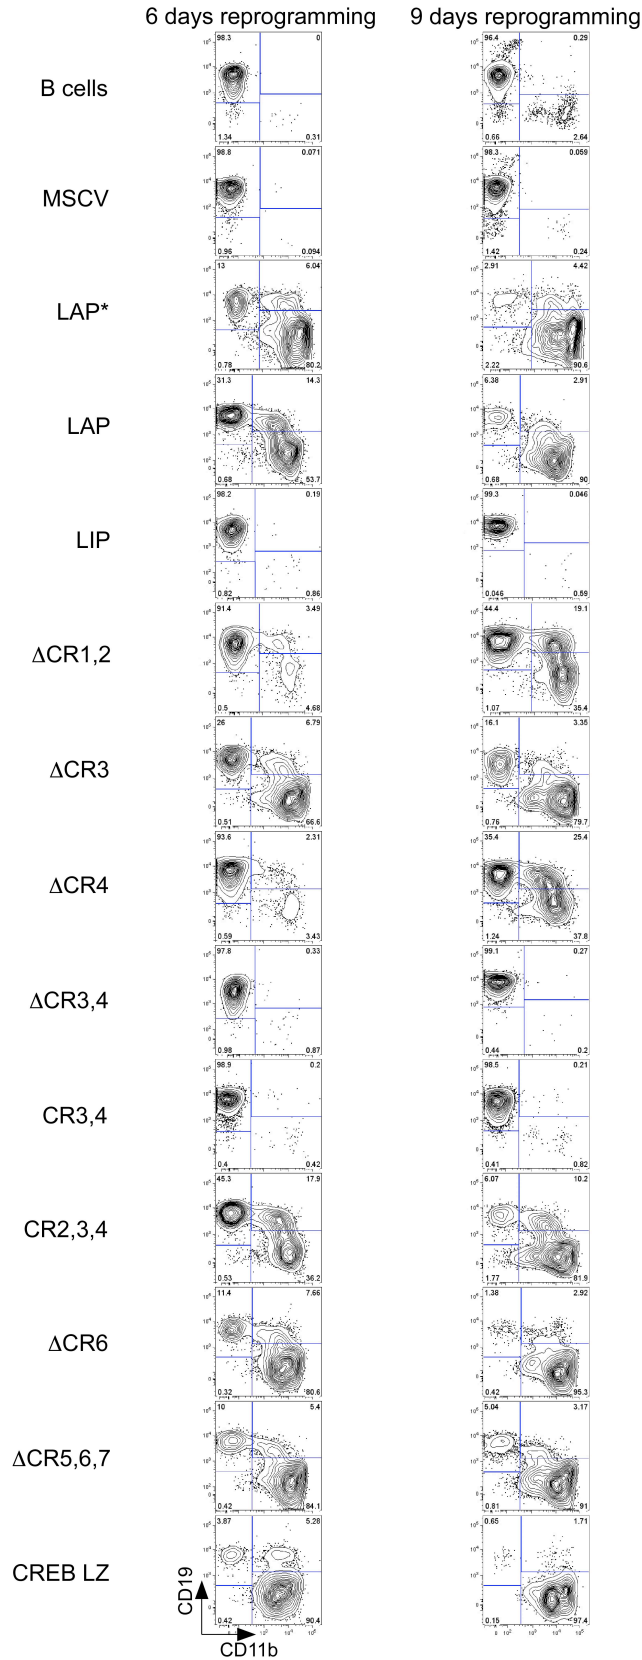 6 days reprogramming 9 days reprogramming
98.3 0 96.4 0.29
B cells
1.34 0.31 0.66 2.64
98.8 0.071 98.3 0.059
MSCV
0.96 0.094 1.42 0.24
13 6.04 2.91 4.42
LAP*
0.78 80.2 2.22 90.6
31.3 14.3 6.38 2.91
LAP
0.68 53.7 0.68 90
98.2 0.19 99.3 0.046
LIP
0.82 0.86 0.046 0.59
91.4 3.49 44.4 19.1
ΔCR1,2
0.5 4.68 1.07 35.4
26 6.79 16.1 3.35
ΔCR3
0.51 66.6 0.76 79.7
93.6 2.31 35.4 25.4
ΔCR4
0.59 3.43 1.24 37.8
97.8 0.33 99.1 0.27
ΔCR3,4
0.98 0.87 0.44 0.2
98.9 0.2 98.5 0.21
CR3,4
0.4 0.42 0.41 0.82
45.3 17.9 6.07 10.2
CR2,3,4
0.53 36.2 1.77 81.9
11.4 7.66 1.38 2.92
ΔCR6
0.32 80.6 0.42 95.3
10 5.4 5.04 3.17
ΔCR5,6,7
0.42 84.1 0.81 91
3.87 5.28 0.65 1.71
CREB LZ
0.42 90.4 0.15 97.4
CD19
CD11b